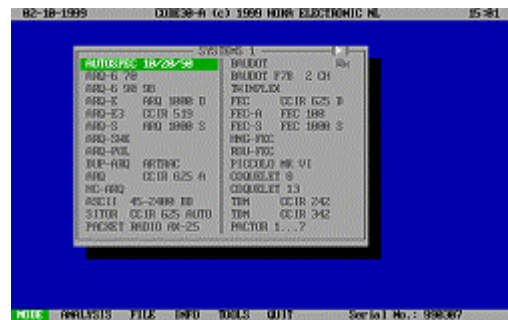 02-10-1999 CODE30-A (c) 1999 HOKA ELECTRONIC NL. 15:01
SYSTEMS 1
AUTOSPEC 10/20/50
ARQ-6 70
ARQ-6 90 98
ARQ-E ARQ 1000 D
ARQ-E3 CCIR 519
ARQ-S ARQ 1000 S
ARQ-SWE
ARQ-POL
DUP-ARQ ARTRAC
ARQ CCIR 625 A
HC-ARQ
ASCII 45-2400 BD
SITOR CCIR 625 AUTO
PACKET RADIO AX-25
BAUDOT Rx
BAUDOT F7B 2 CH
TWINPLEX
FEC CCIR 625 B
FEC-A FEC 100
FEC-S FEC 1000 S
HNG-FEC
ROU-FEC
PICCOLO MK VI
COQUELET 8
COQUELET 13
TDM CCIR 242
TDM CCIR 342
PACTOR 1...?
MODE ANALYSIS FILE INFO TOOLS QUIT Serial No.: